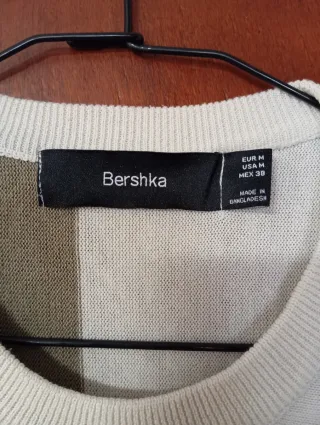 Bershka
EUR M
USA M
MEX 38
MADE IN
BANGLADESH